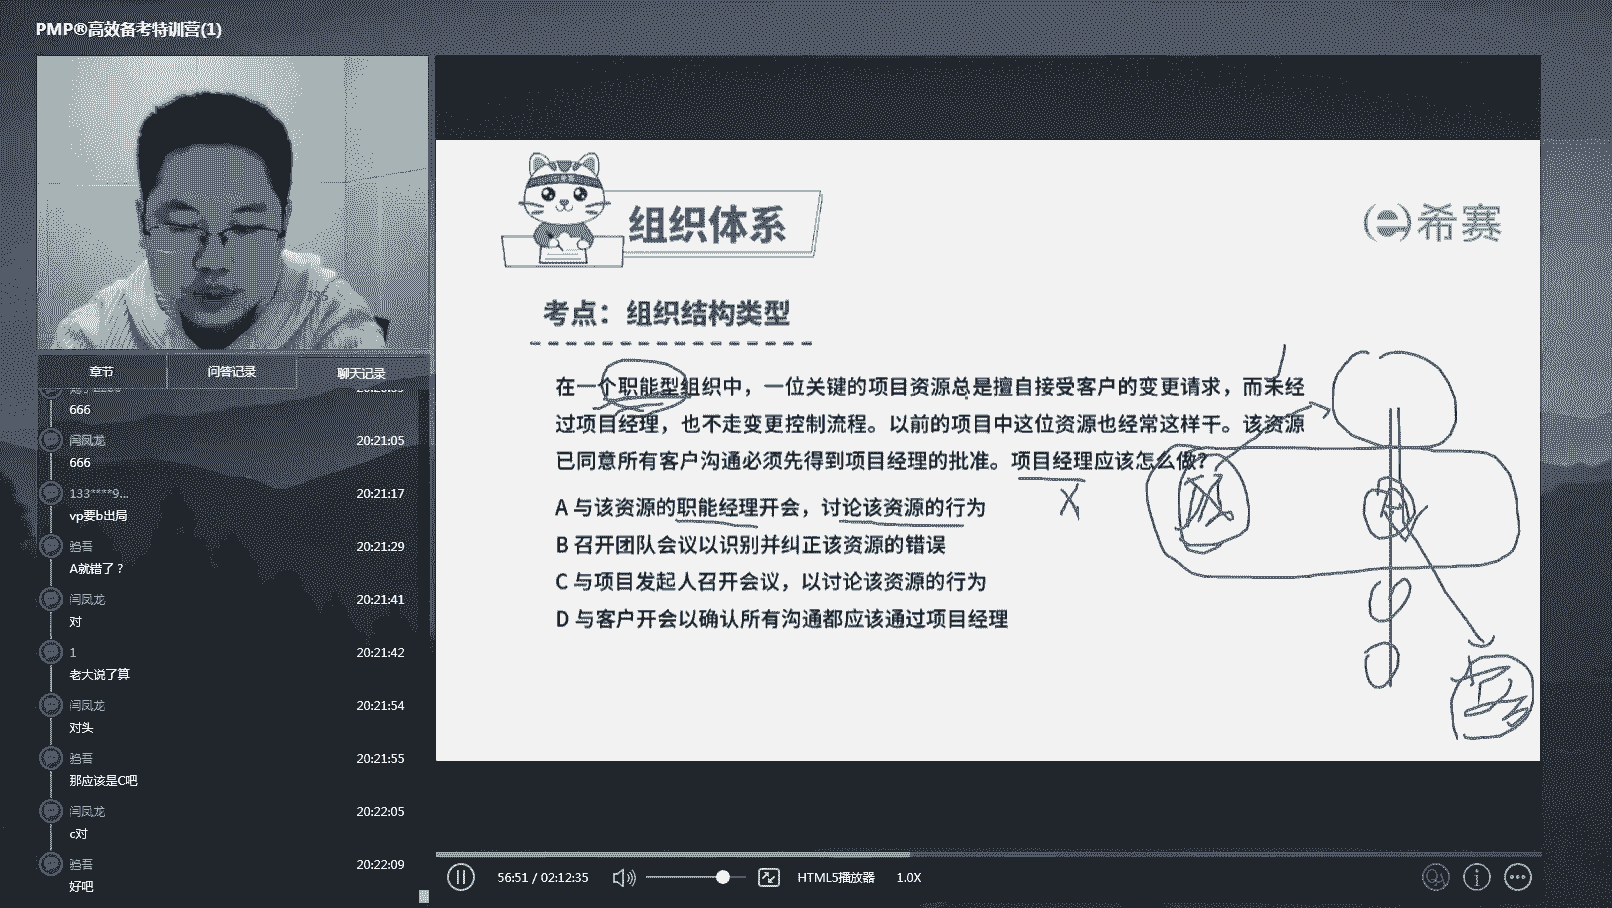 PMP®高效备考特训营(1)
组织体系
希赛
考点：组织结构类型
在一个职能型组织中，一位关键的项目资源总是擅自接受客户的变更请求，而未经
过项目经理，也不走变更控制流程。以前的项目中这位资源也经常这样干。该资源
已同意所有客户沟通必须先得到项目经理的批准。项目经理应该怎么做?
A 与该资源的职能经理开会，讨论该资源的行为
B 召开团队会议以识别并纠正该资源的错误
C 与项目发起人召开会议，以讨论该资源的行为
D 与客户开会以确认所有沟通都应该通过项目经理
章节
问答记录
聊天记录
666
闫凤龙 20:21:05
666
133****9... 20:21:17
vp要b出局
20:21:29
A就错了？
闫凤龙 20:21:41
对
1 20:21:42
老大说了算
闫凤龙 20:21:54
对头
20:21:55
那应该是C吧
闫凤龙 20:22:05
c对
20:22:09
好吧
56:51 / 02:12:35
HTML5播放器
1.0X